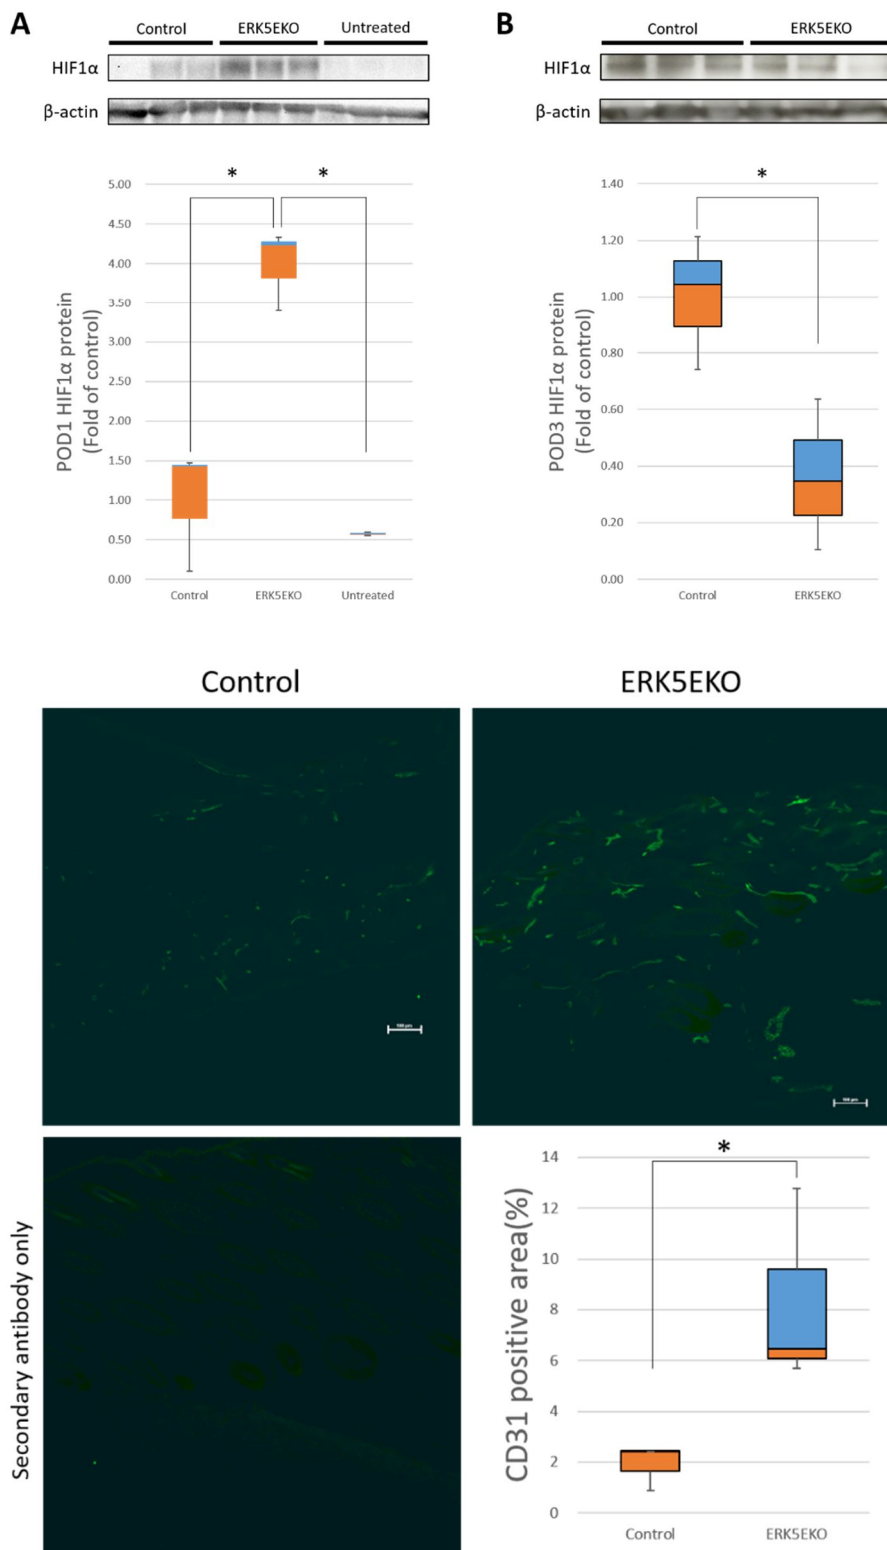 A
Control ERK5EKO Untreated
HIF1α
β-actin
POD1 HIF1α protein
(Fold of control)
5.00
4.50
4.00
3.50
3.00
2.50
2.00
1.50
1.00
0.50
0.00
* *
Control ERK5EKO Untreated
B
Control ERK5EKO
HIF1α
β-actin
POD3 HIF1α protein
(Fold of control)
1.40
1.20
1.00
0.80
0.60
0.40
0.20
0.00
*
Control ERK5EKO
Control ERK5EKO
100 μm
100 μm
Secondary antibody only
CD31 positive area(%)
14
12
10
8
6
4
2
0
*
Control ERK5EKO